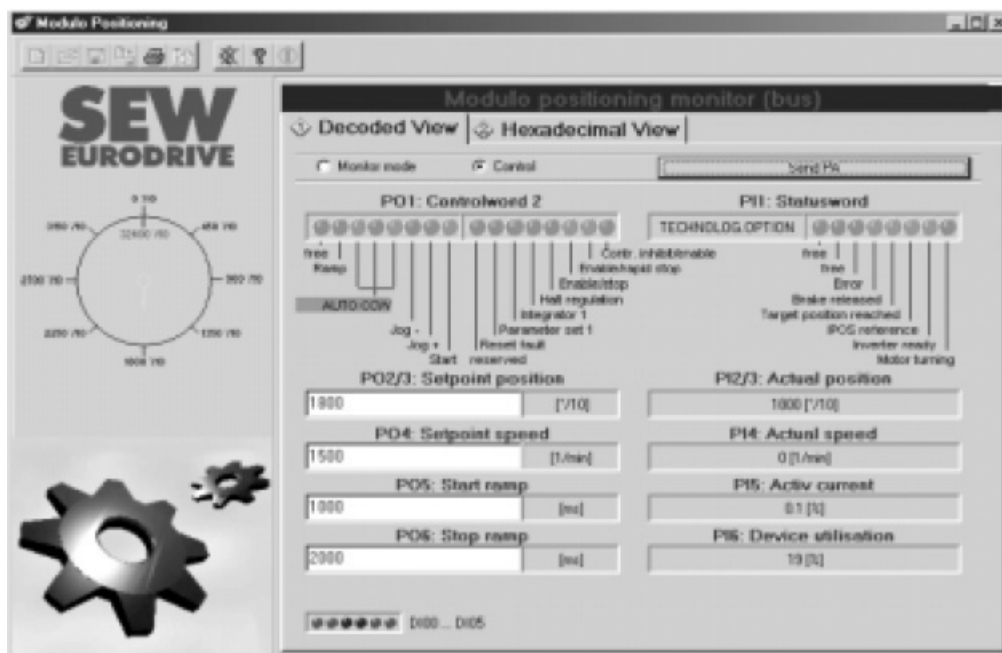 Modulo Positioning
SEW
EURODRIVE
Modulo positioning monitor (bus)
1 Decoded View
2 Hexadecimal View
Monitor mode
Control
Send PA
PO1: Controlword 2
PI1: Statusword
TECHNOLOG.OPTION
free
Ramp
AUTO:CCW
Jog -
Jog +
Start
reserved
Reset fault
Parameter set 1
Integrator 1
Halt regulation
Enable/stop
Enable/rapid stop
Contr. inhibit/enable
free
free
Error
Brake released
Target position reached
IPOS reference
Inverter ready
Motor turning
0 /10
450 /10
900 /10
1350 /10
1800 /10
2250 /10
2700 /10
3150 /10
PO2/3: Setpoint position
1800 [°/10]
PI2/3: Actual position
1800 [°/10]
PO4: Setpoint speed
1500 [1/min]
PI4: Actual speed
0 [1/min]
PO5: Start ramp
1000 [ms]
PI5: Activ current
0.1 [%]
PO6: Stop ramp
2000 [ms]
PI6: Device utilisation
19 [%]
DI00 ... DI05